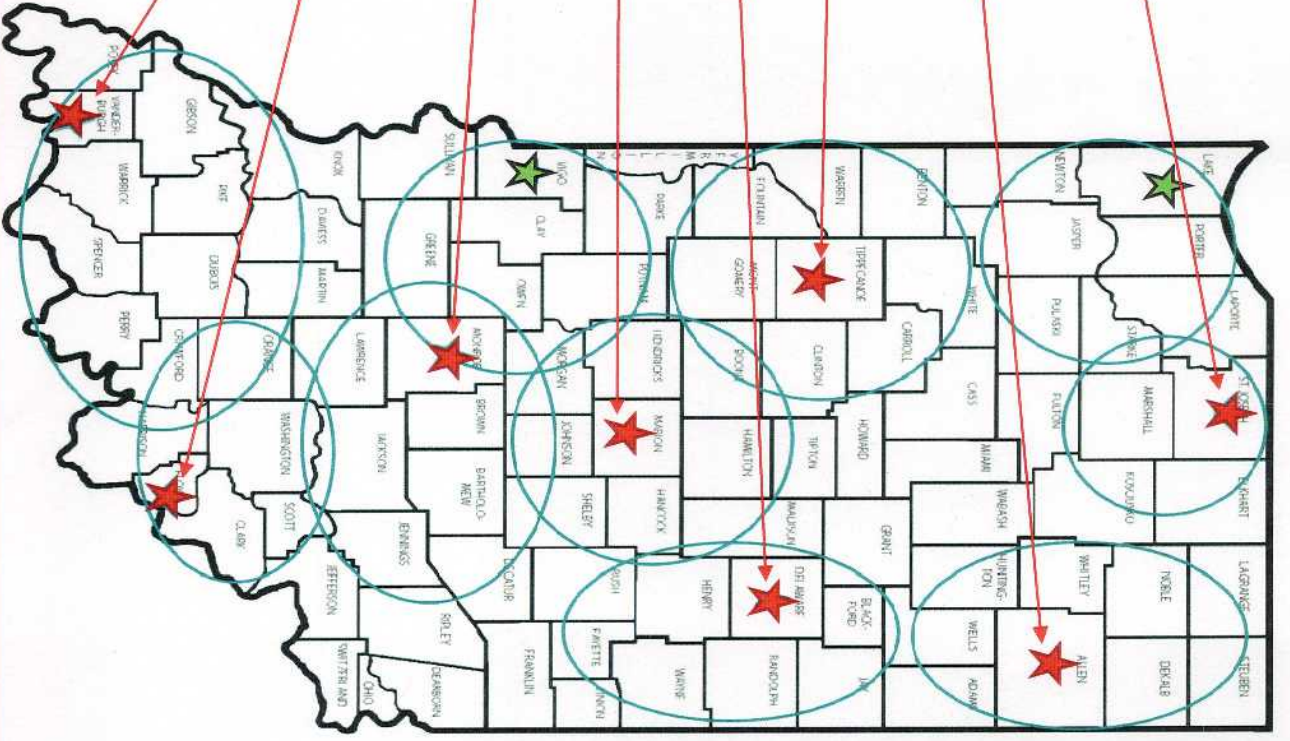 LAKE
PORTER
LAPORTE
ST. JOSEPH
ELKHART
LAGRANGE
STEUBEN
NOBLE
DEKALB
MARSHALL
STARKE
KOSCIUSKO
WHITLEY
ALLEN
NEWTON
JASPER
PULASKI
FULTON
WABASH
HUNTING-
TON
MIAMI
CASS
WHITE
WELLS
ADAMS
BENTON
CARROLL
HOWARD
GRANT
BLACK-
FORD
JAY
WARREN
TIPPECANOE
CLINTON
TIPTON
MADISON
DELAWARE
RANDOLPH
FOUNTAIN
MONT-
GOMERY
BOONE
HAMILTON
HENRY
WAYNE
VERMILLION
PARKE
PUTNAM
HENDRICKS
MARION
HANCOCK
RUSH
FAYETTE
UNION
VIGO
CLAY
OWEN
MORGAN
JOHNSON
SHELBY
DECATUR
FRANKLIN
SULLIVAN
GREENE
MONROE
BROWN
BARTHOLO-
MEW
JENNINGS
RIPLEY
DEARBORN
OHIO
SWITZERLAND
JEFFERSON
KNOX
DAVIESS
MARTIN
LAWRENCE
JACKSON
SCOTT
WASHINGTON
ORANGE
CLARK
GIBSON
PIKE
DUBOIS
CRAWFORD
HARRISON
POSEY
VANDER-
BURGH
WARRICK
SPENCER
PERRY